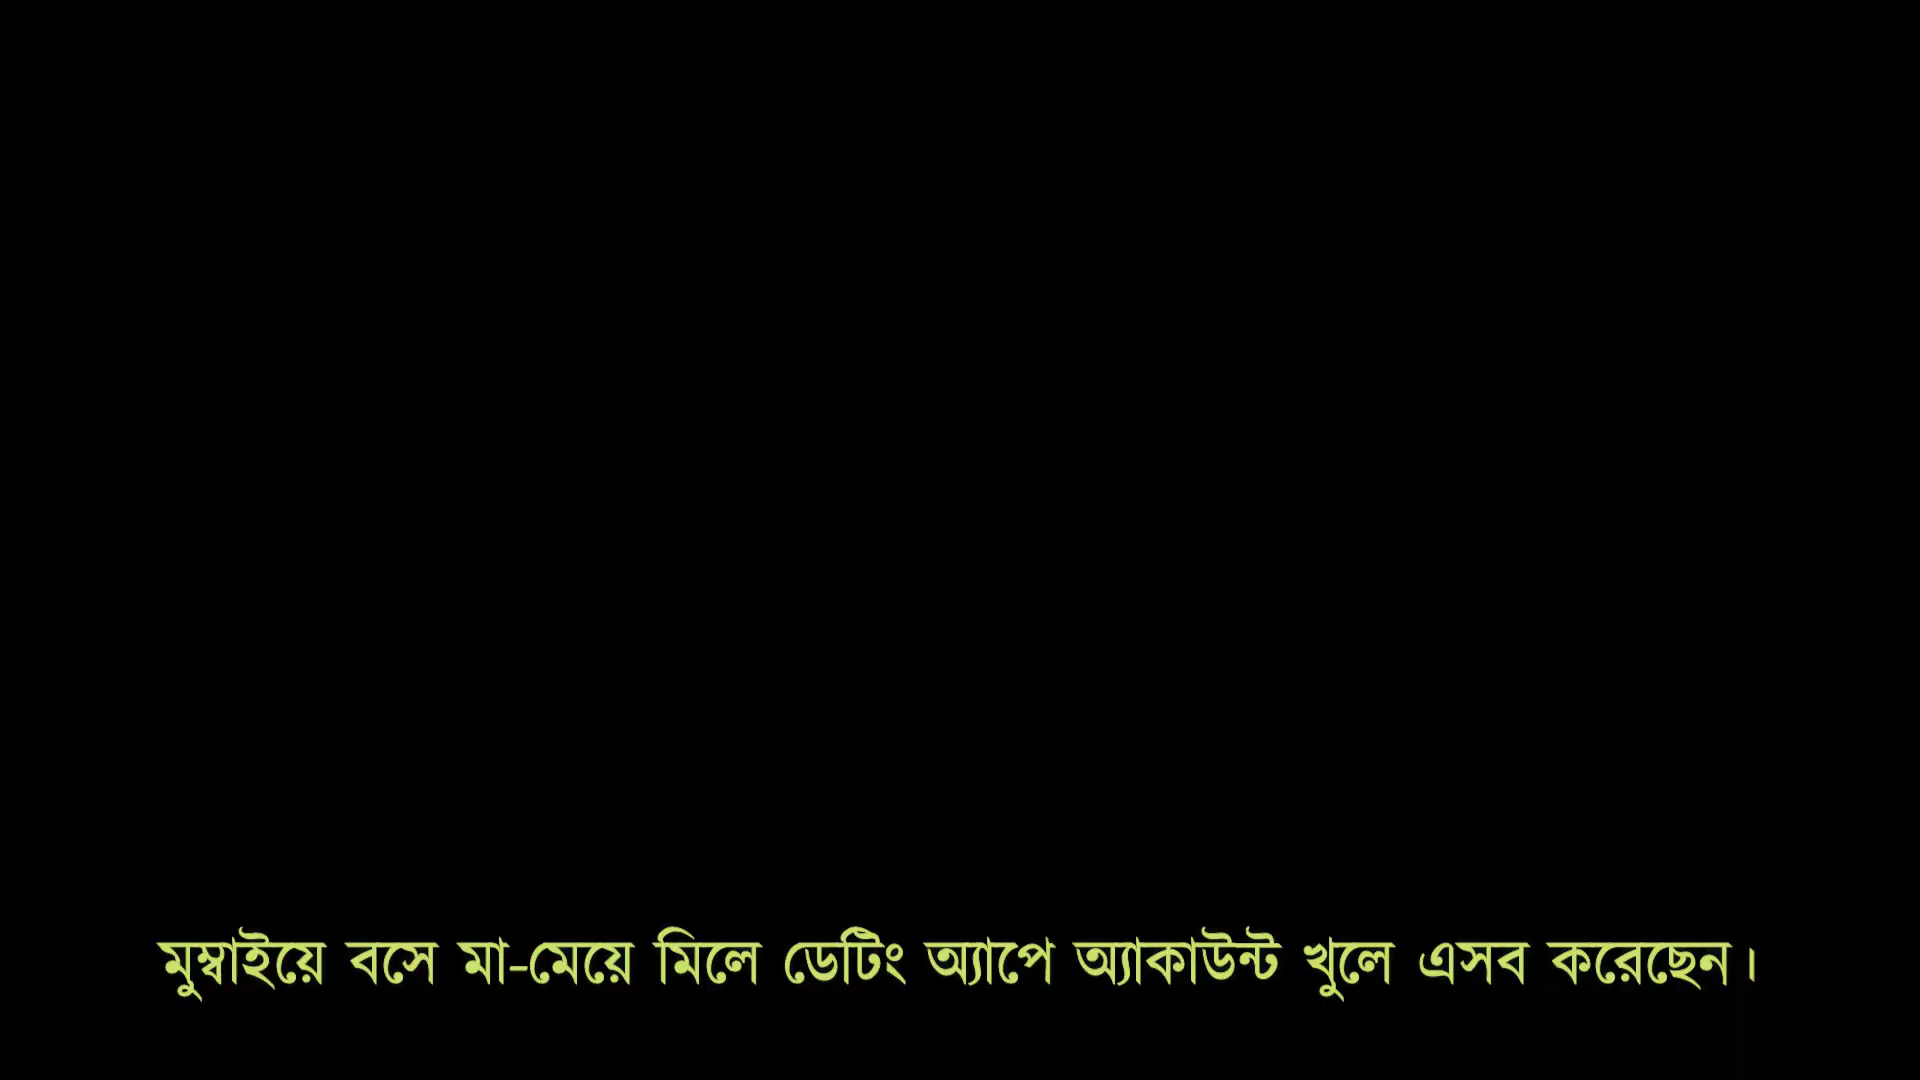 মুম্বাইয়ে বসে মা-মেয়ে মিলে ডেটিং অ্যাপে অ্যাকাউন্ট খুলে এসব করেছেন।